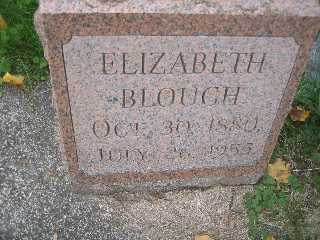 ELIZABETH
BLOUGH
OCT. 30, 1880,
JULY 26, 1955